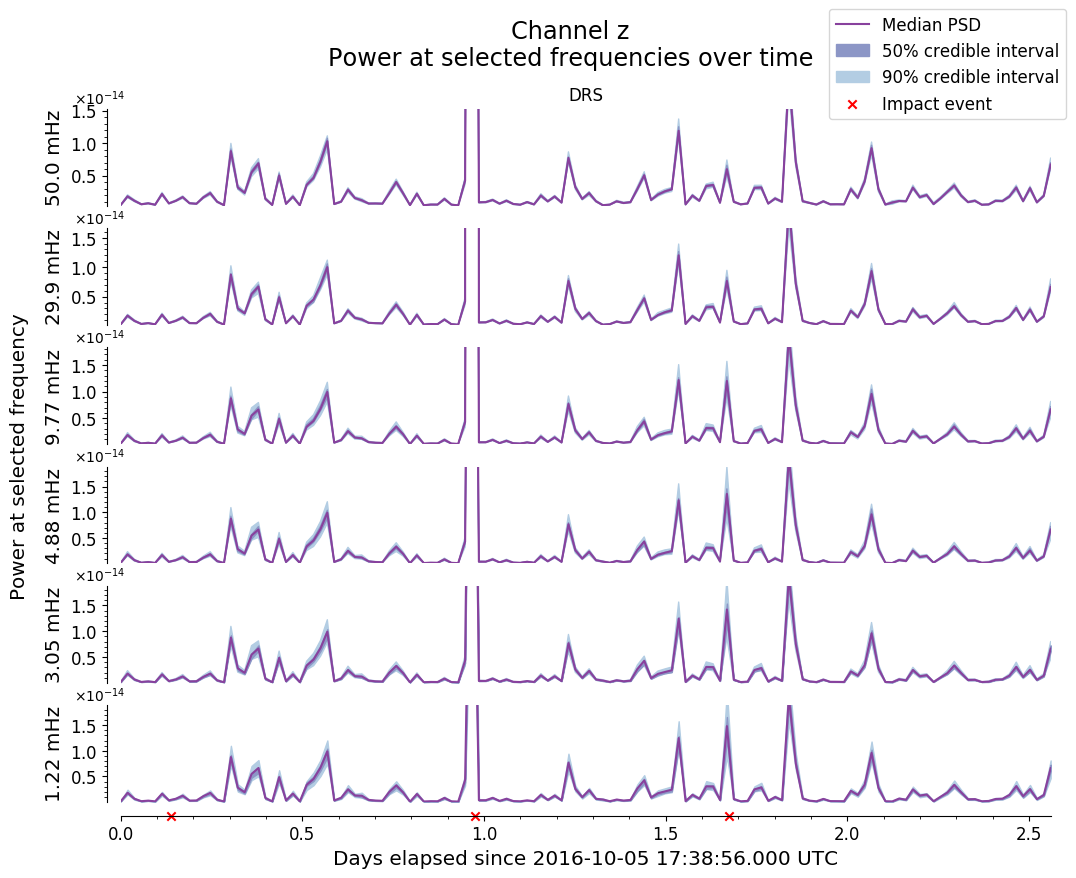 Channel z
Power at selected frequencies over time
Median PSD
50% credible interval
90% credible interval
Impact event
DRS
×10⁻¹⁴
1.5
1.0
0.5
50.0 mHz
×10⁻¹⁴
1.5
1.0
0.5
29.9 mHz
×10⁻¹⁴
1.5
1.0
0.5
9.77 mHz
×10⁻¹⁴
1.5
1.0
0.5
4.88 mHz
×10⁻¹⁴
1.5
1.0
0.5
3.05 mHz
×10⁻¹⁴
1.5
1.0
0.5
1.22 mHz
Power at selected frequency
0.0 0.5 1.0 1.5 2.0 2.5
Days elapsed since 2016-10-05 17:38:56.000 UTC